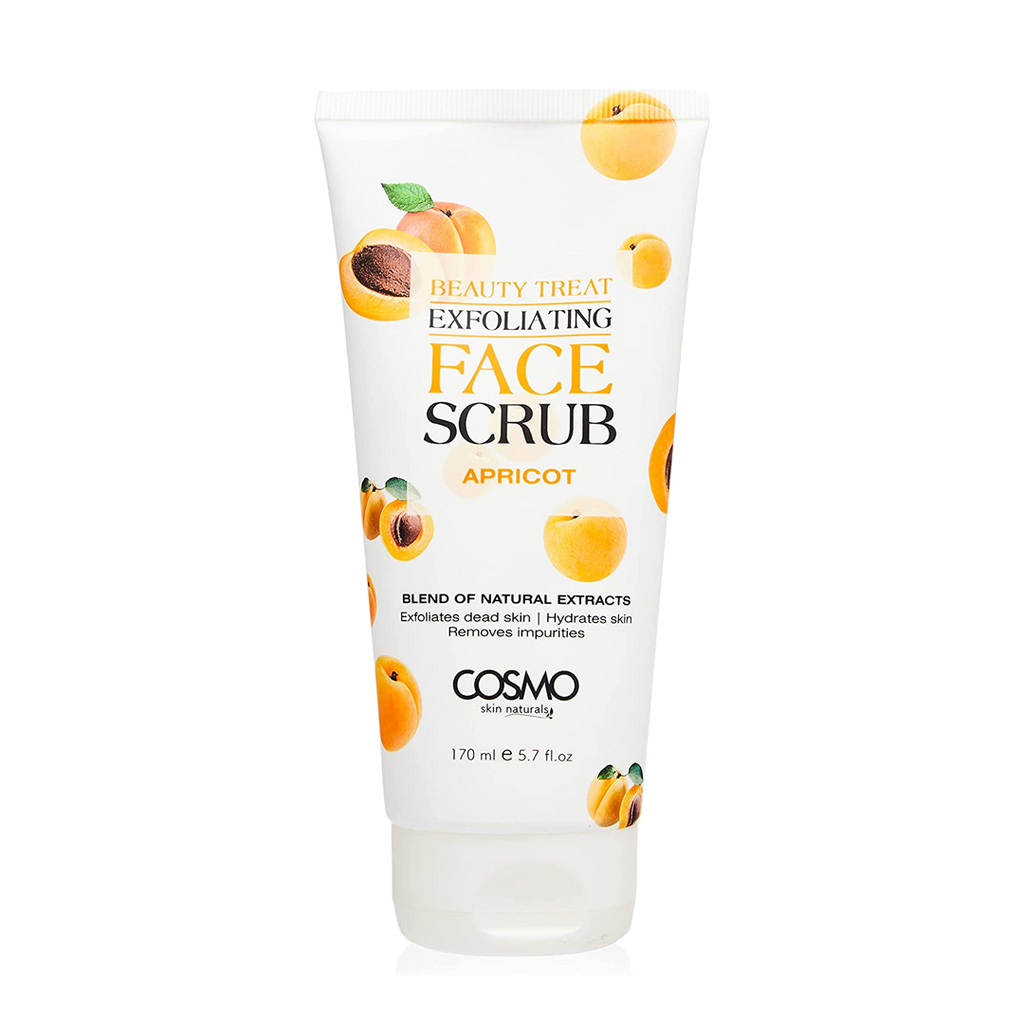 BEAUTY TREAT
EXFOLIATING
FACE
SCRUB
APRICOT
BLEND OF NATURAL EXTRACTS
Exfoliates dead skin | Hydrates skin
Removes impurities
COSMO
skin naturals
170 ml e 5.7 fl.oz